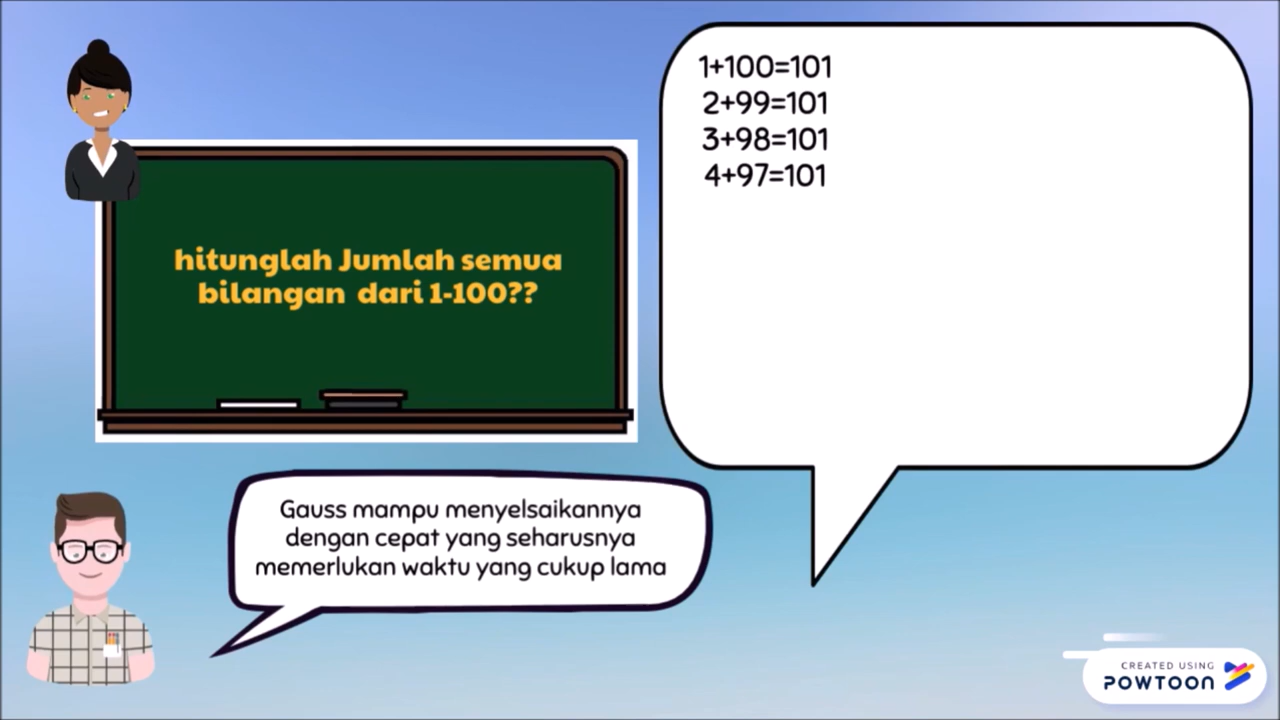 1+100=101
2+99=101
3+98=101
4+97=101
hitunglah Jumlah semua
bilangan dari 1-100??
Gauss mampu menyelsaikannya
dengan cepat yang seharusnya
memerlukan waktu yang cukup lama
CREATED USING
POWTOON